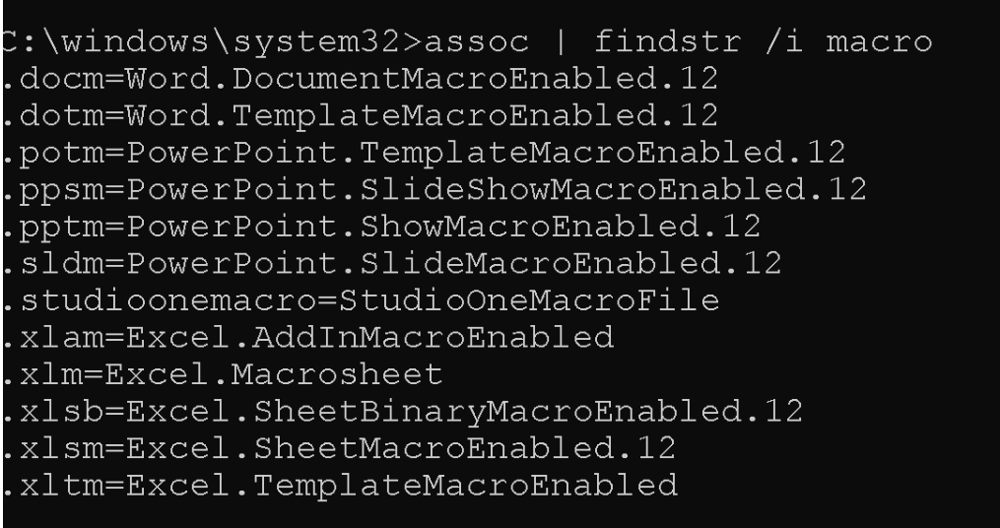 C:\windows\system32>assoc | findstr /i macro
.docm=Word.DocumentMacroEnabled.12
.dotm=Word.TemplateMacroEnabled.12
.potm=PowerPoint.TemplateMacroEnabled.12
.ppsm=PowerPoint.SlideShowMacroEnabled.12
.pptm=PowerPoint.ShowMacroEnabled.12
.sldm=PowerPoint.SlideMacroEnabled.12
.studioonemacro=StudioOneMacroFile
.xlam=Excel.AddInMacroEnabled
.xlm=Excel.Macrosheet
.xlsb=Excel.SheetBinaryMacroEnabled.12
.xlsm=Excel.SheetMacroEnabled.12
.xltm=Excel.TemplateMacroEnabled